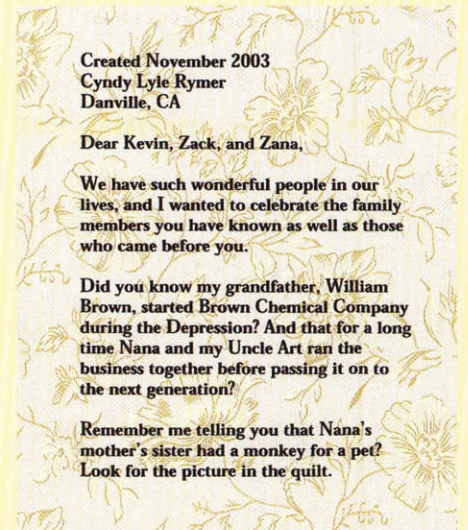 Created November 2003
Cyndy Lyle Rymer
Danville, CA
Dear Kevin, Zack, and Zana,
We have such wonderful people in our
lives, and I wanted to celebrate the family
members you have known as well as those
who came before you.
Did you know my grandfather, William
Brown, started Brown Chemical Company
during the Depression? And that for a long
time Nana and my Uncle Art ran the
business together before passing it on to
the next generation?
Remember me telling you that Nana's
mother's sister had a monkey for a pet?
Look for the picture in the quilt.